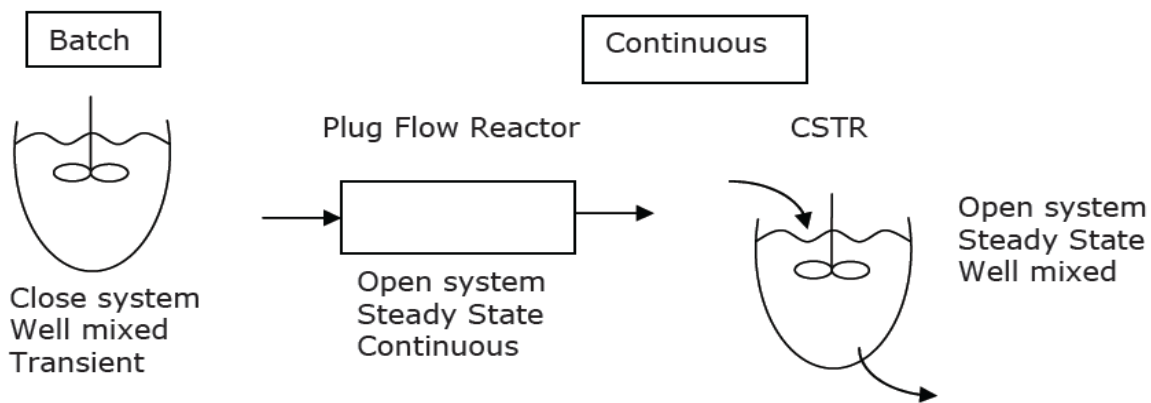 Batch
Continuous
Plug Flow Reactor
CSTR
Close system
Well mixed
Transient
Open system
Steady State
Continuous
Open system
Steady State
Well mixed